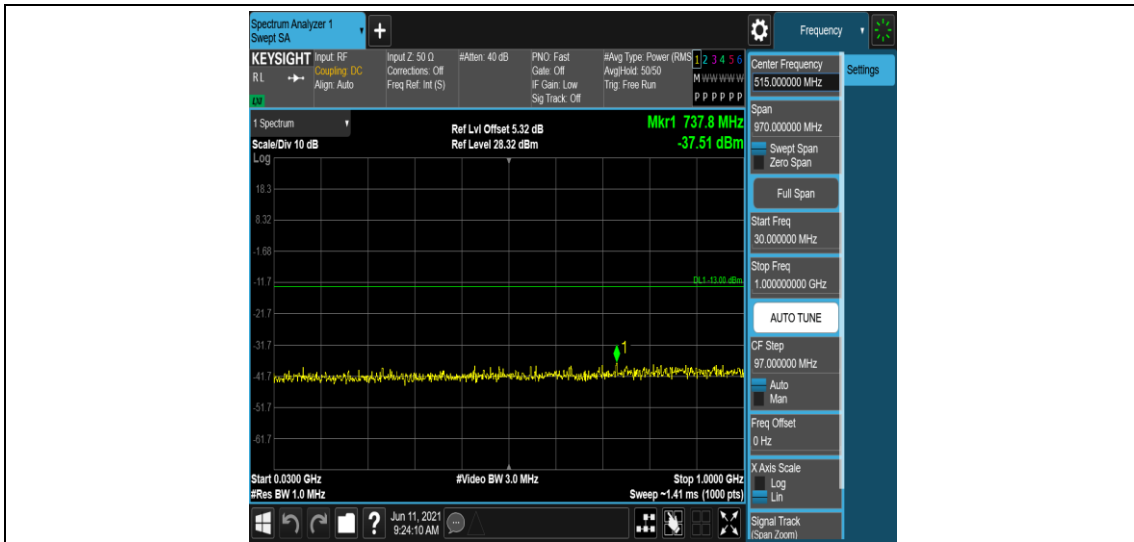 Spectrum Analyzer 1
Swept SA
+
Frequency
KEYSIGHT
RL
LXI
Input: RF
Coupling: DC
Align: Auto
Input Z: 50 Ω
Corrections: Off
Freq Ref: Int (S)
#Atten: 40 dB
PNO: Fast
Gate: Off
IF Gain: Low
Sig Track: Off
#Avg Type: Power (RMS
Avg|Hold: 50/50
Trig: Free Run
1 2 3 4 5 6
M W W W W W
P P P P P P
1 Spectrum
Scale/Div 10 dB
Log
Ref Lvl Offset 5.32 dB
Ref Level 28.32 dBm
Mkr1 737.8 MHz
-37.51 dBm
18.3
8.32
-1.68
-11.7
-21.7
-31.7
-41.7
-51.7
-61.7
DL1 -13.00 dBm
1
Start 0.0300 GHz
#Res BW 1.0 MHz
#Video BW 3.0 MHz
Stop 1.0000 GHz
Sweep ~1.41 ms (1000 pts)
Jun 11, 2021
9:24:10 AM
?
Center Frequency
515.000000 MHz
Settings
Span
970.000000 MHz
Swept Span
Zero Span
Full Span
Start Freq
30.000000 MHz
Stop Freq
1.000000000 GHz
AUTO TUNE
CF Step
97.000000 MHz
Auto
Man
Freq Offset
0 Hz
X Axis Scale
Log
Lin
Signal Track
(Span Zoom)